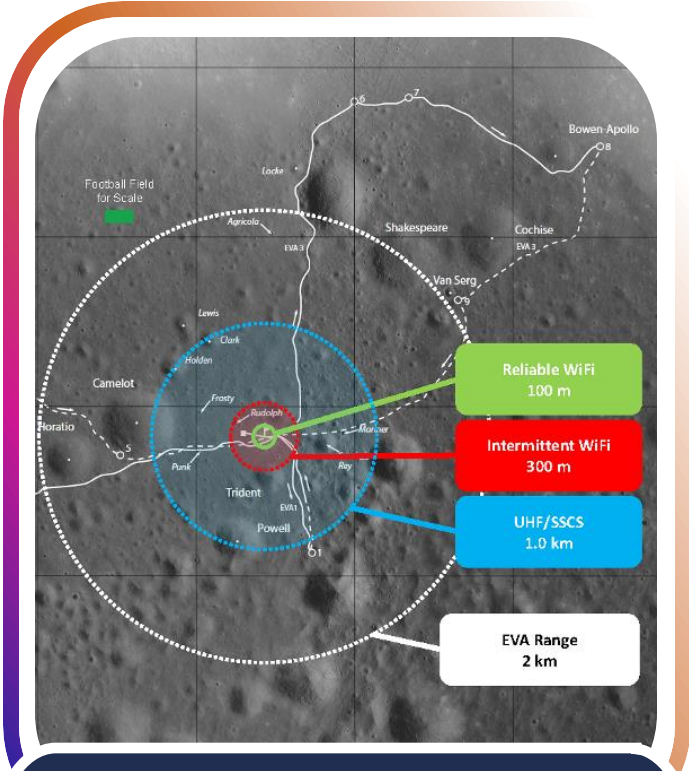 6
7
Bowen-Apollo
8
Locke
Football Field
for Scale
Agricola
Shakespeare
Cochise
EVA 3
EVA 3
Van Serg
9
Lewis
Clark
Holden
Reliable WiFi
100 m
Camelot
Frosty
Rudolph
Horatio
Mariner
5
Punk
Ray
Intermittent WiFi
300 m
Trident
EVA1
Powell
UHF/SSCS
1.0 km
1
EVA Range
2 km